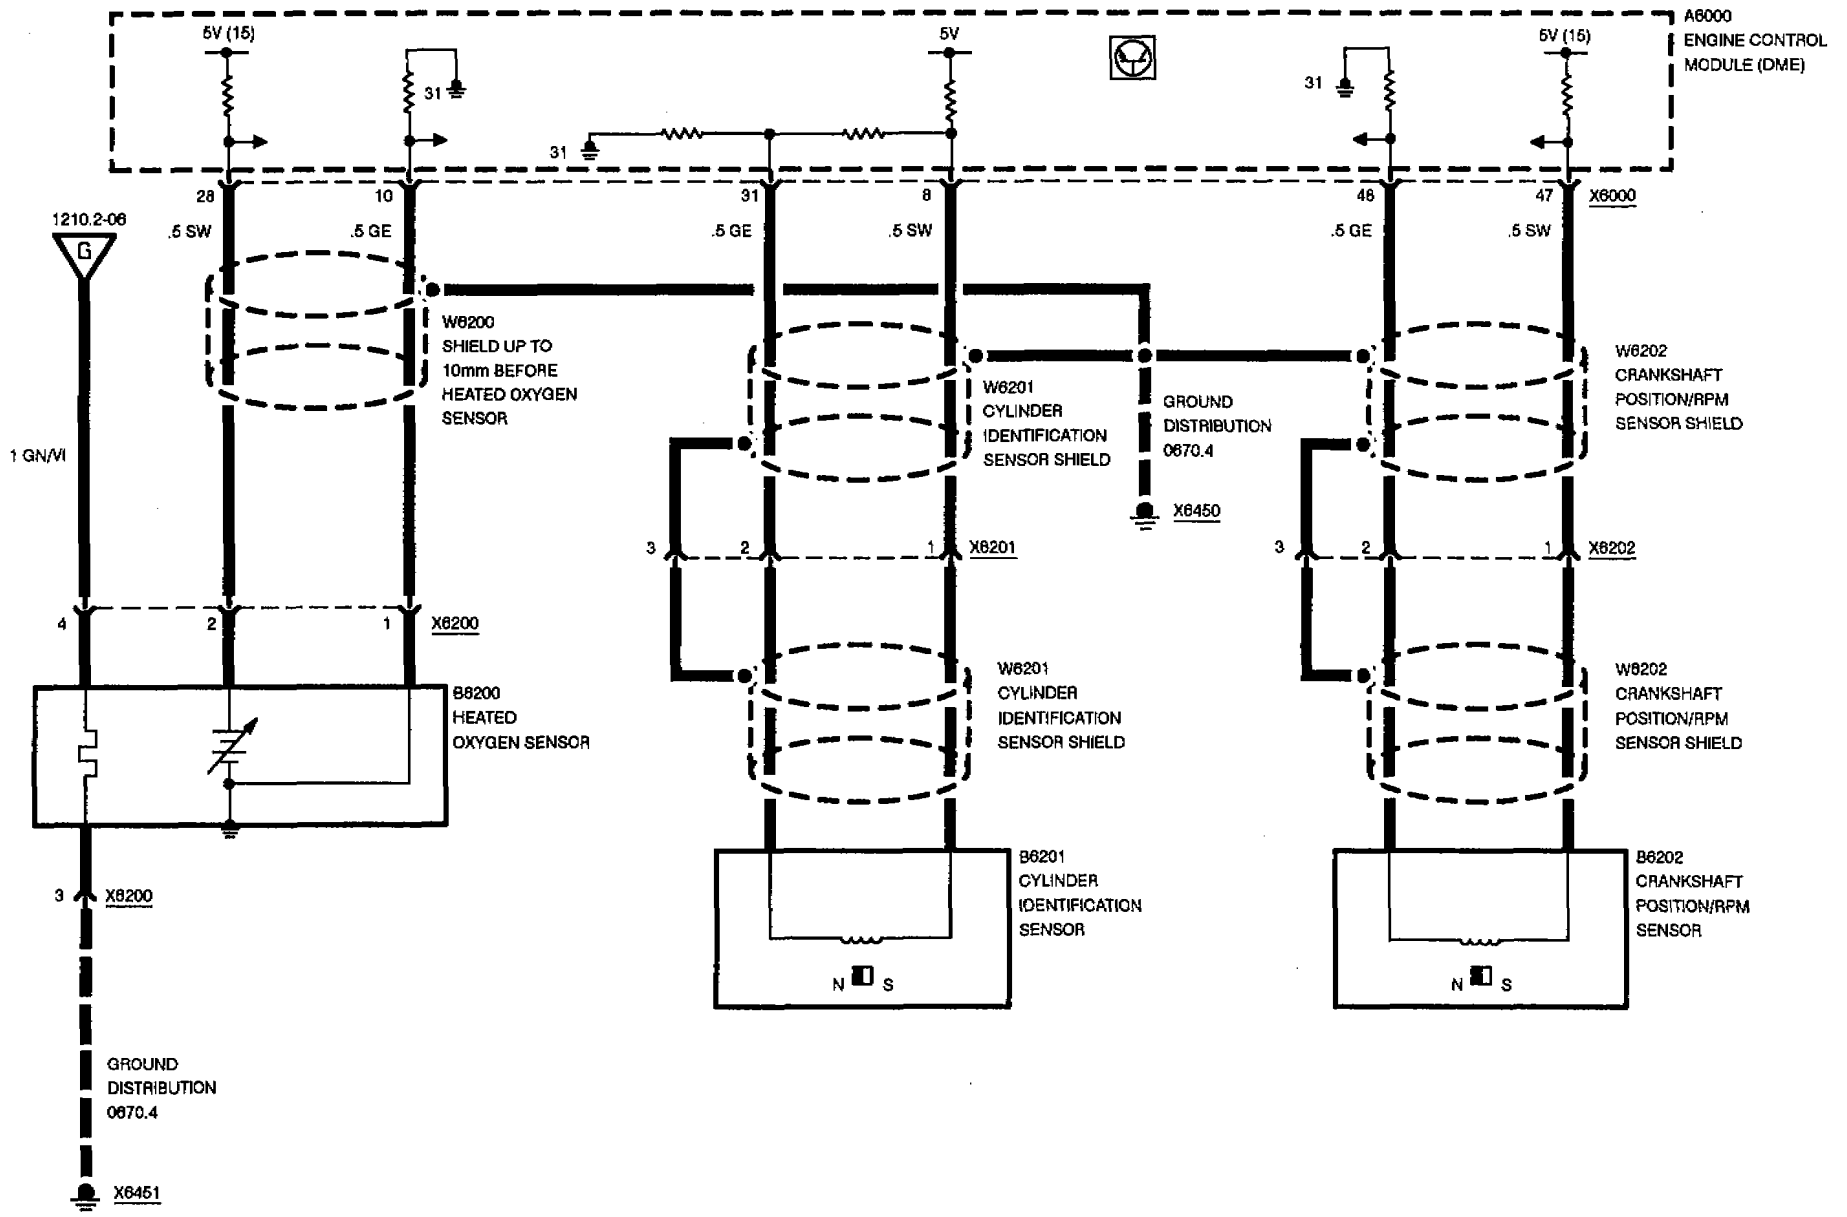 A6000
ENGINE CONTROL
MODULE (DME)
5V (15)
31
5V
31
31
5V (15)
28
10
31
8
46
47
X6000
.5 SW
.5 GE
.5 GE
.5 SW
.5 GE
.5 SW
1210.2-06
G
1 GN/VI
W6200
SHIELD UP TO
10mm BEFORE
HEATED OXYGEN
SENSOR
W6201
CYLINDER
IDENTIFICATION
SENSOR SHIELD
GROUND
DISTRIBUTION
0670.4
X6450
W6202
CRANKSHAFT
POSITION/RPM
SENSOR SHIELD
3
2
1
X6201
3
2
1
X6202
4
2
1
X6200
B6200
HEATED
OXYGEN SENSOR
W6201
CYLINDER
IDENTIFICATION
SENSOR SHIELD
W6202
CRANKSHAFT
POSITION/RPM
SENSOR SHIELD
3
X6200
B6201
CYLINDER
IDENTIFICATION
SENSOR
N S
B6202
CRANKSHAFT
POSITION/RPM
SENSOR
N S
GROUND
DISTRIBUTION
0670.4
X6451